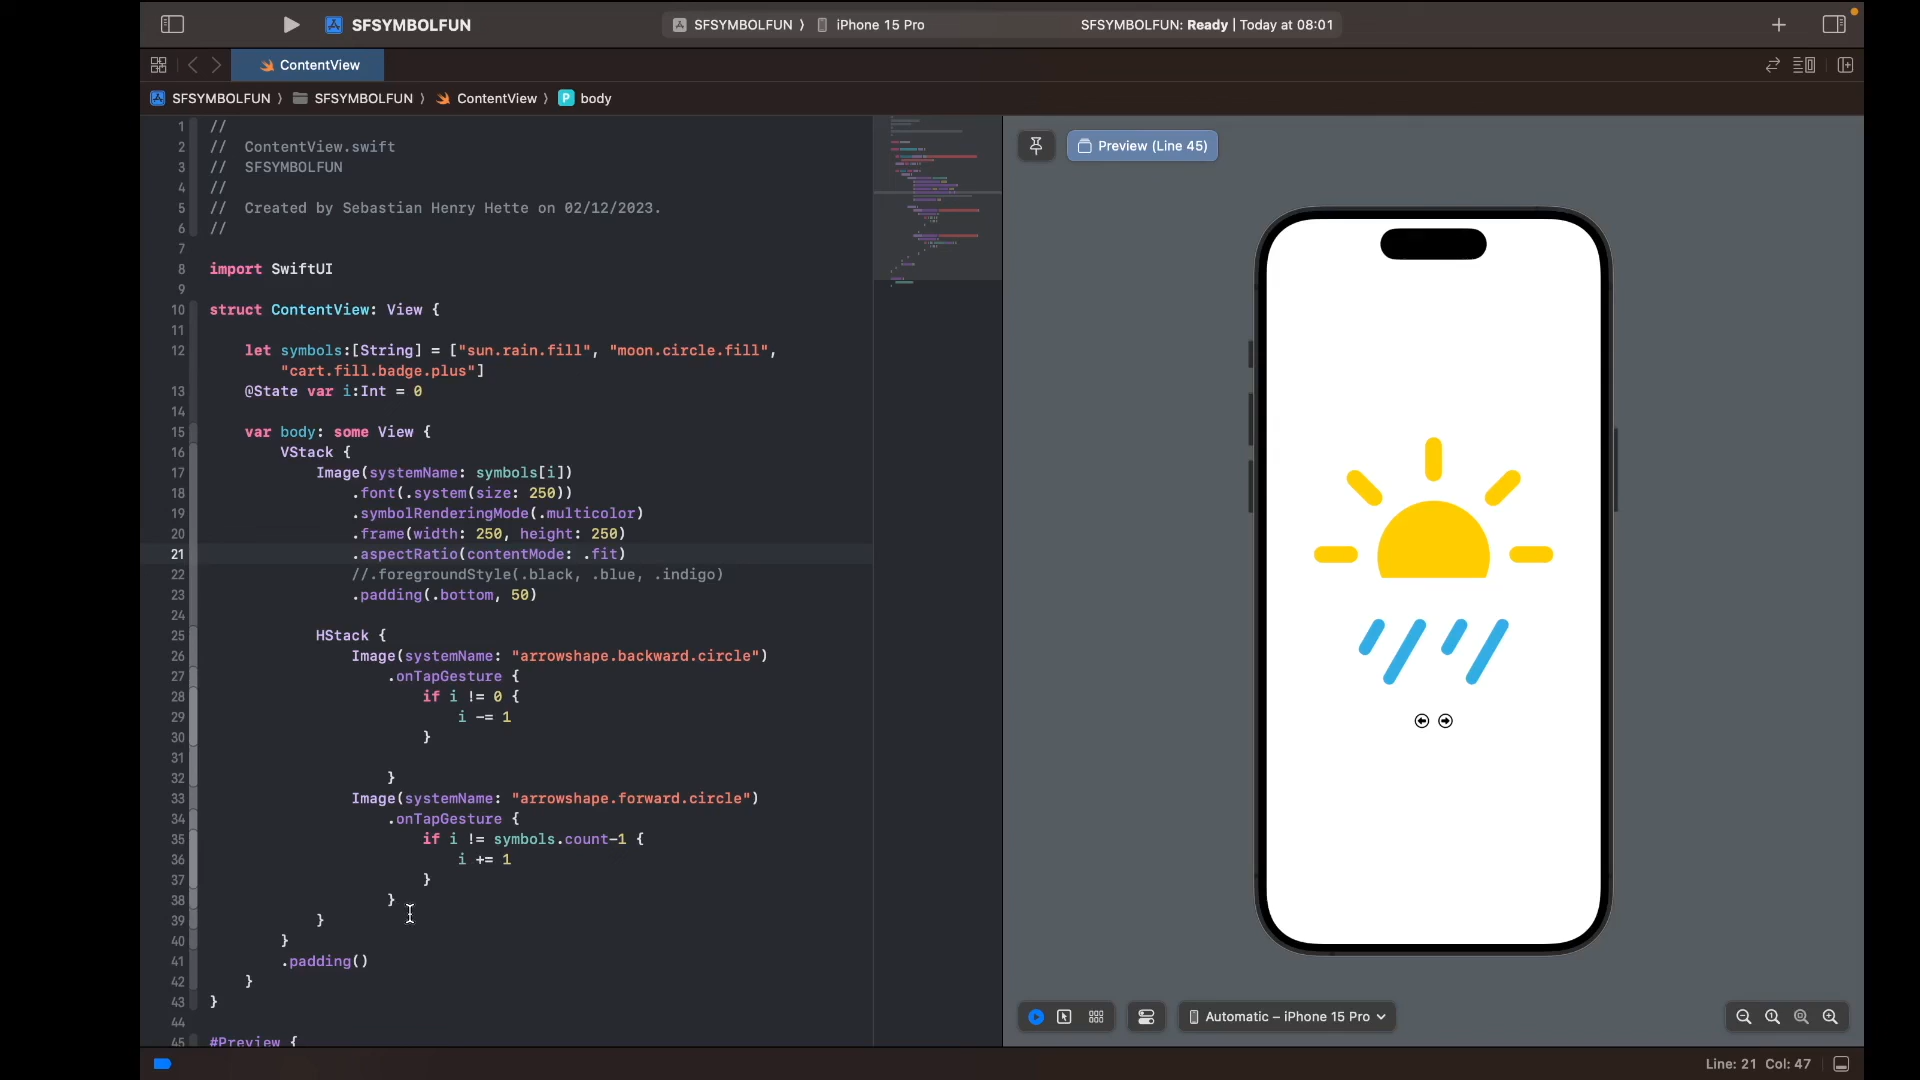 SFSYMBOLFUN
SFSYMBOLFUN 〉 iPhone 15 Pro
SFSYMBOLFUN: Ready | Today at 08:01
ContentView
SFSYMBOLFUN 〉 SFSYMBOLFUN 〉 ContentView 〉 P body
1 //
2 //  ContentView.swift
3 //  SFSYMBOLFUN
4 //
5 //  Created by Sebastian Henry Hette on 02/12/2023.
6 //
7
8 import SwiftUI
9
10 struct ContentView: View {
11
12     let symbols:[String] = ["sun.rain.fill", "moon.circle.fill",
        "cart.fill.badge.plus"]
13     @State var i:Int = 0
14
15     var body: some View {
16         VStack {
17             Image(systemName: symbols[i])
18                 .font(.system(size: 250))
19                 .symbolRenderingMode(.multicolor)
20                 .frame(width: 250, height: 250)
21                 .aspectRatio(contentMode: .fit)
22                 //.foregroundStyle(.black, .blue, .indigo)
23                 .padding(.bottom, 50)
24
25             HStack {
26                 Image(systemName: "arrowshape.backward.circle")
27                     .onTapGesture {
28                         if i != 0 {
29                             i -= 1
30                         }
31
32                     }
33                 Image(systemName: "arrowshape.forward.circle")
34                     .onTapGesture {
35                         if i != symbols.count-1 {
36                             i += 1
37                         }
38                     }
39             }
40         }
41         .padding()
42     }
43 }
44
45 #Preview {
Preview (Line 45)
Automatic – iPhone 15 Pro
Line: 21  Col: 47